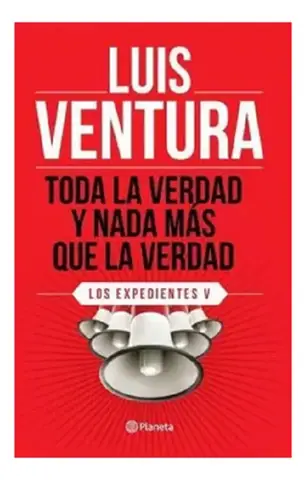 LUIS
VENTURA
TODA LA VERDAD
Y NADA MÁS
QUE LA VERDAD
LOS EXPEDIENTES V
Planeta